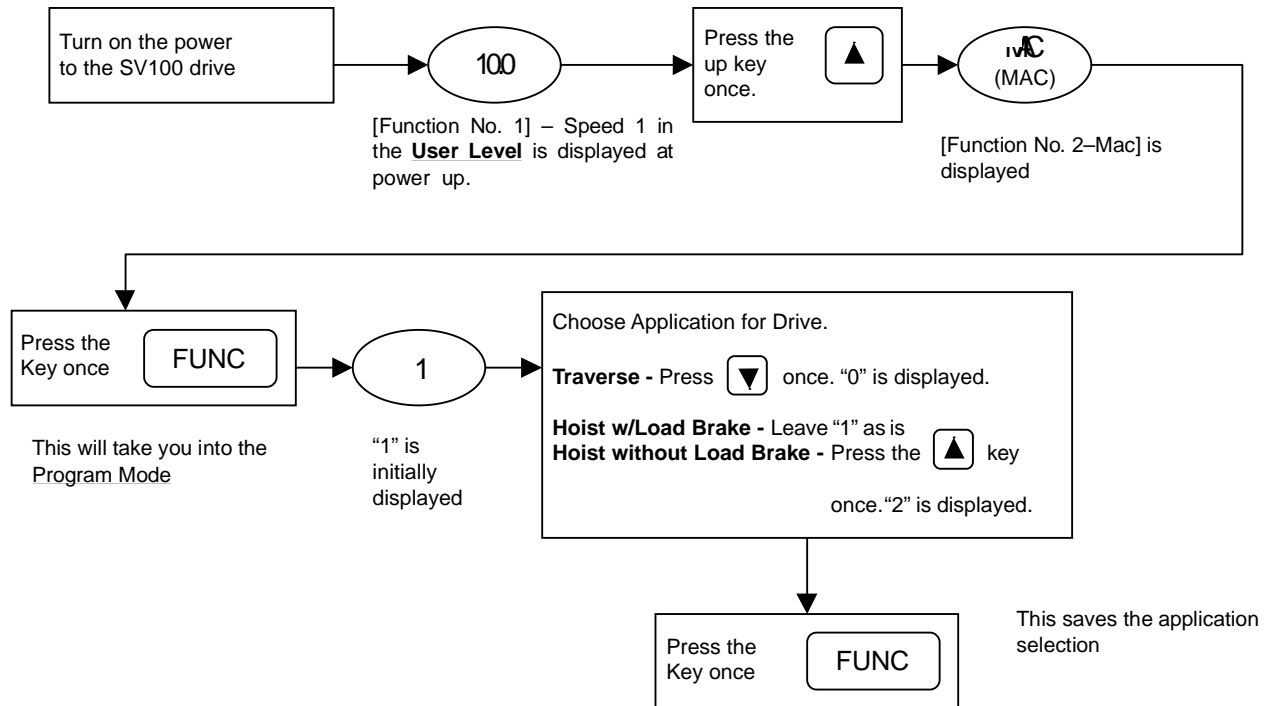 Turn on the power
to the SV100 drive
10.0
[Function No. 1] – Speed 1 in
the User Level is displayed at
power up.
Press the
up key
once.
(MAC)
[Function No. 2–Mac] is
displayed
Press the
Key once
FUNC
This will take you into the
Program Mode
1
“1” is
initially
displayed
Choose Application for Drive.
Traverse - Press once. “0” is displayed.
Hoist w/Load Brake - Leave “1” as is
Hoist without Load Brake - Press the key
once.“2” is displayed.
Press the
Key once
FUNC
This saves the application
selection